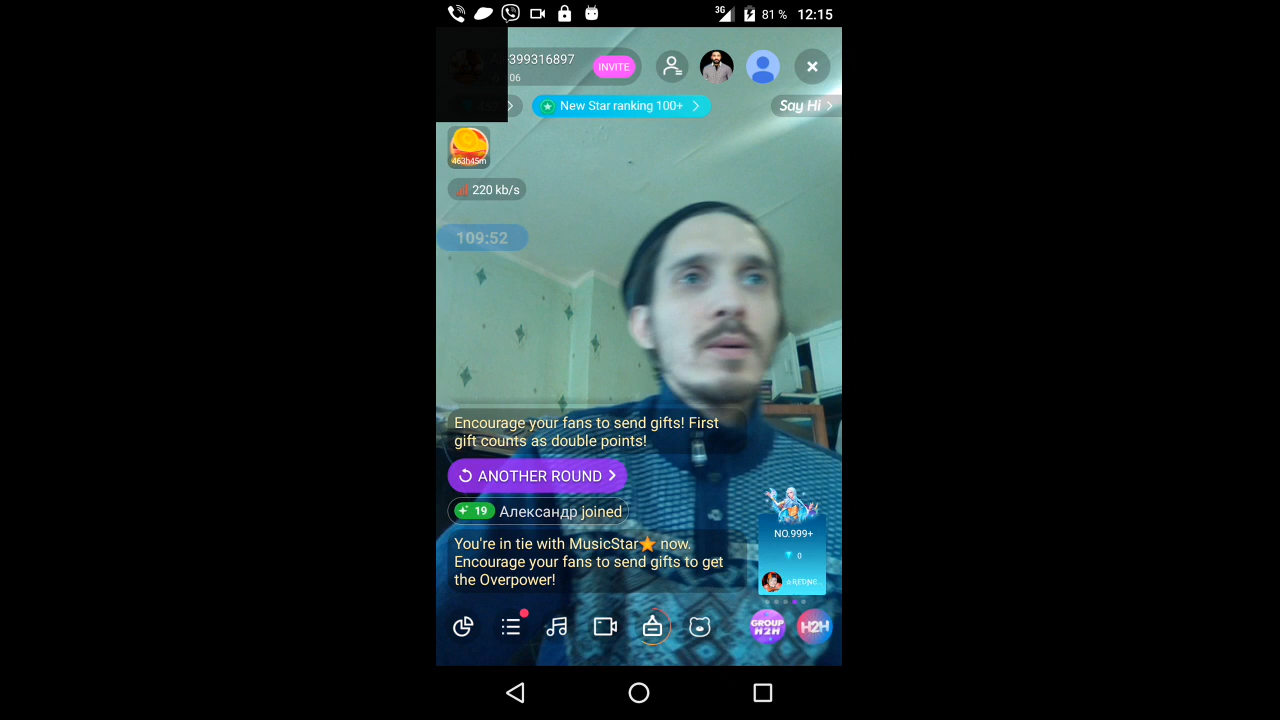 3G 81 % 12:15
399316897
INVITE
06
New Star ranking 100+
Say Hi
463h45m
220 kb/s
109:52
Encourage your fans to send gifts! First
gift counts as double points!
ANOTHER ROUND
19 Александр joined
You're in tie with MusicStar⭐ now.
Encourage your fans to send gifts to get
the Overpower!
NO.999+
0
GROUP
H2H
H2H